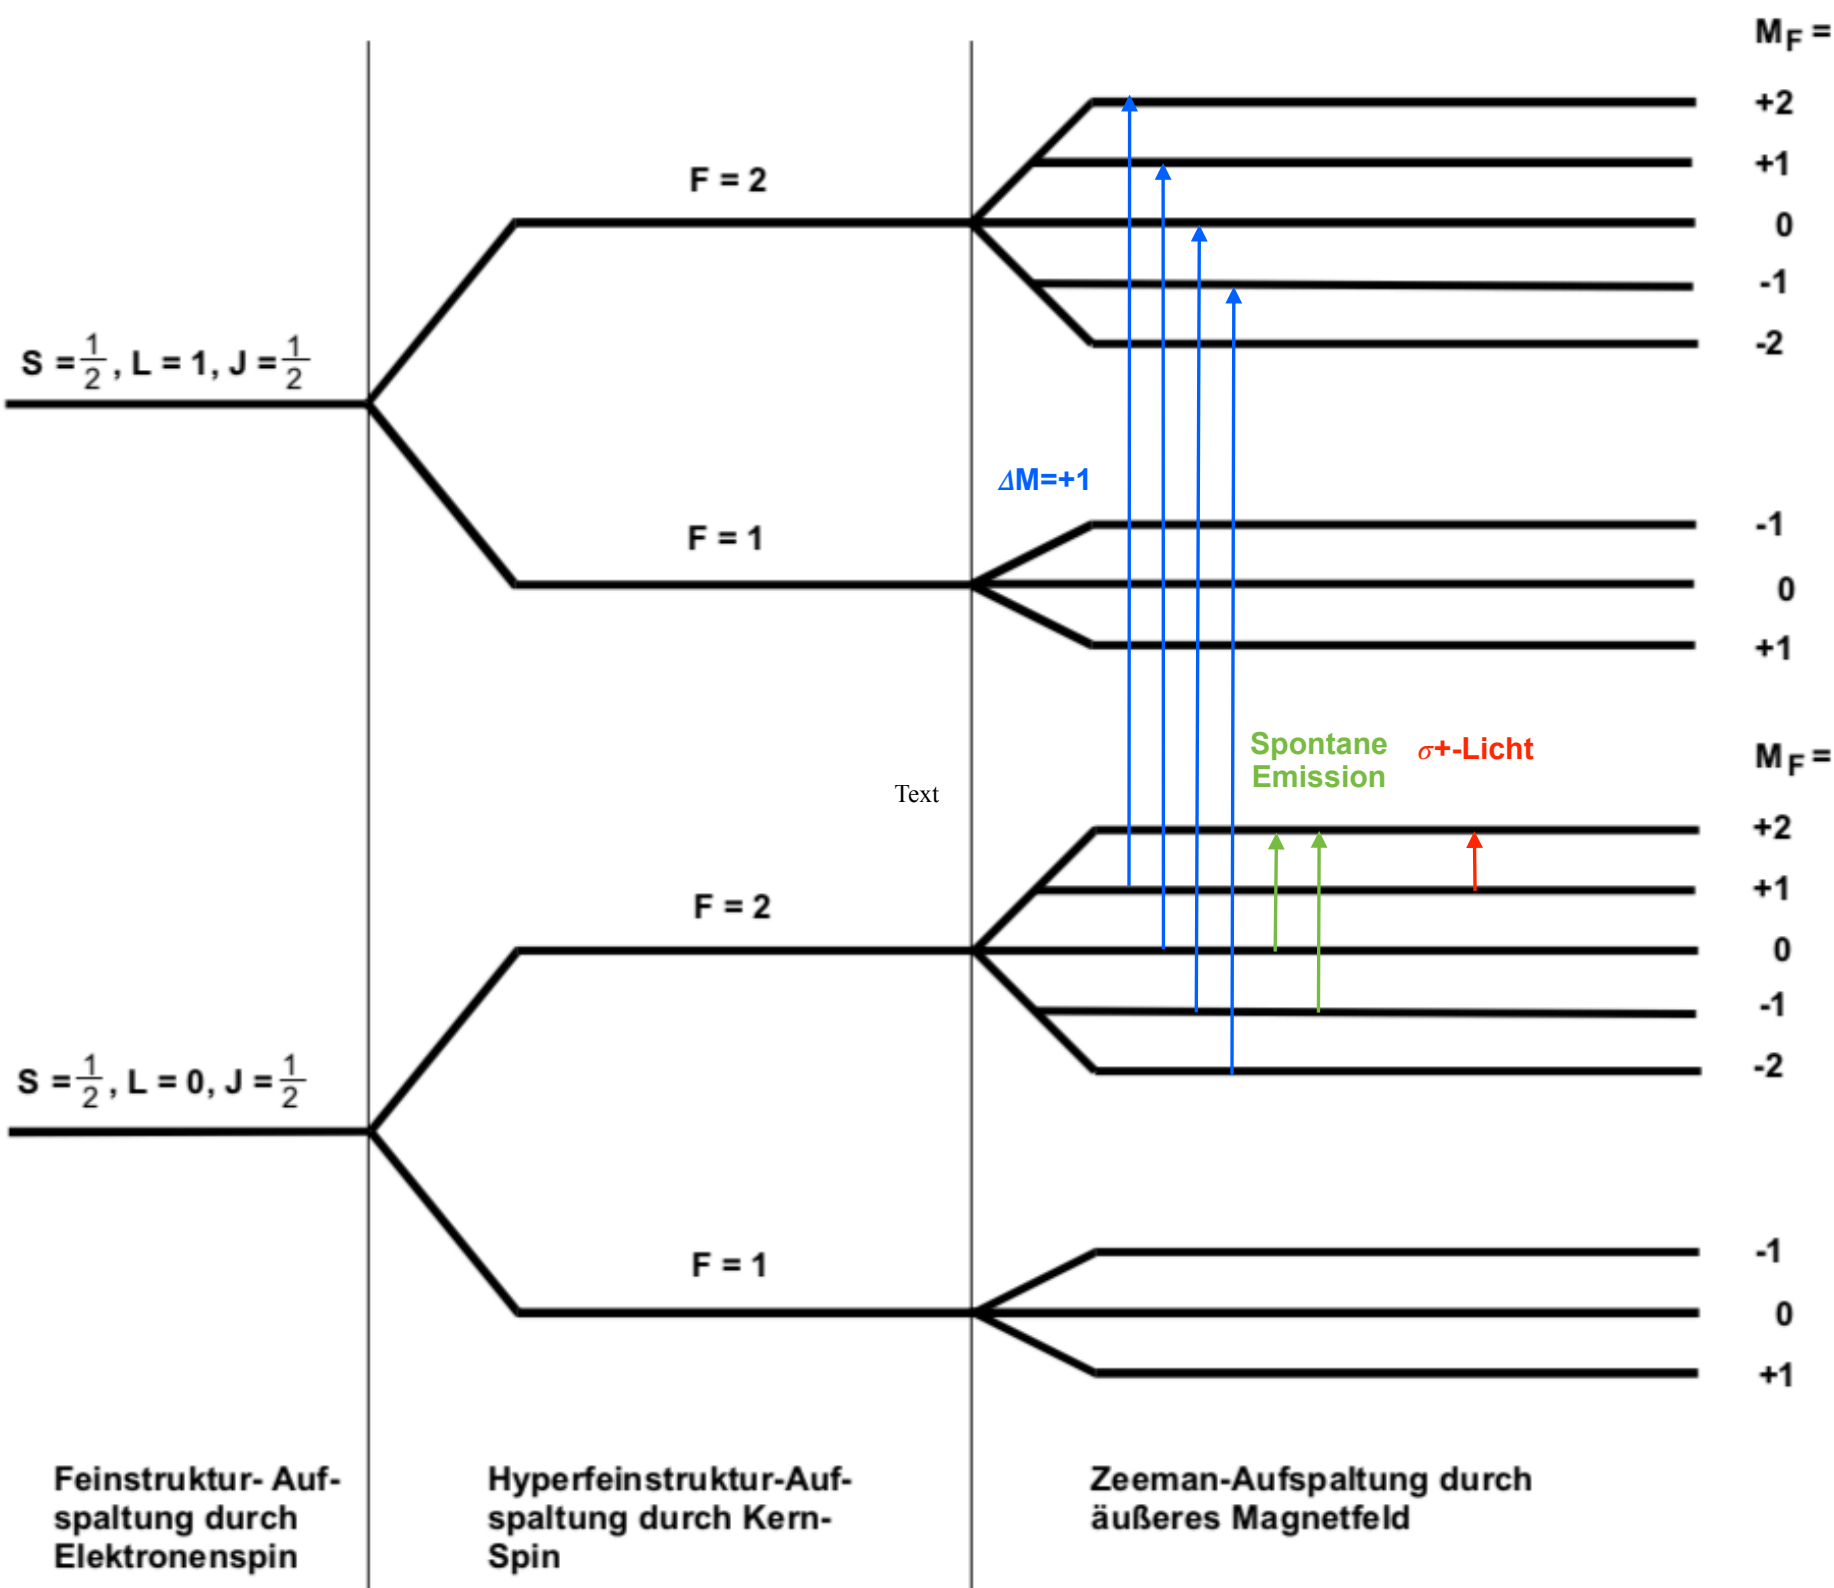 M_F =
+2
+1
F = 2
0
-1
S = 1/2, L = 1, J = 1/2
-2
ΔM=+1
-1
F = 1
0
+1
Spontane
Emission
σ+-Licht
M_F =
Text
+2
+1
F = 2
0
-1
S = 1/2, L = 0, J = 1/2
-2
-1
F = 1
0
+1
Feinstruktur- Auf-
spaltung durch
Elektronenspin
Hyperfeinstruktur-Auf-
spaltung durch Kern-
Spin
Zeeman-Aufspaltung durch
äußeres Magnetfeld